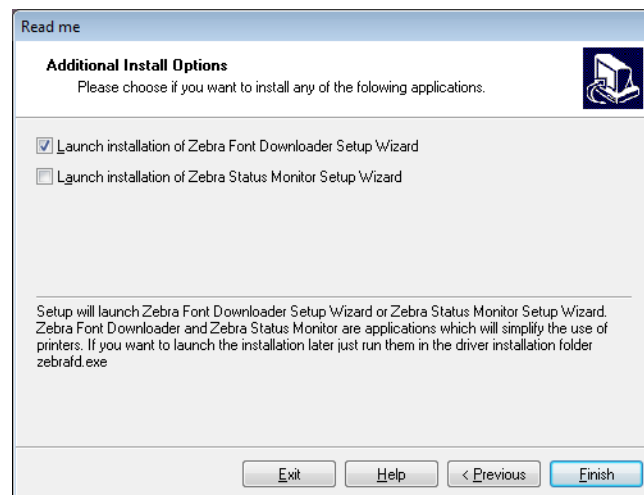 Read me
Additional Install Options
Please choose if you want to install any of the folowing applications.
Launch installation of Zebra Font Downloader Setup Wizard
Launch installation of Zebra Status Monitor Setup Wizard
Setup will launch Zebra Font Downloader Setup Wizard or Zebra Status Monitor Setup Wizard.
Zebra Font Downloader and Zebra Status Monitor are applications which will simplify the use of
printers. If you want to launch the installation later just run them in the driver installation folder
zebrafd.exe
Exit
Help
< Previous
Finish